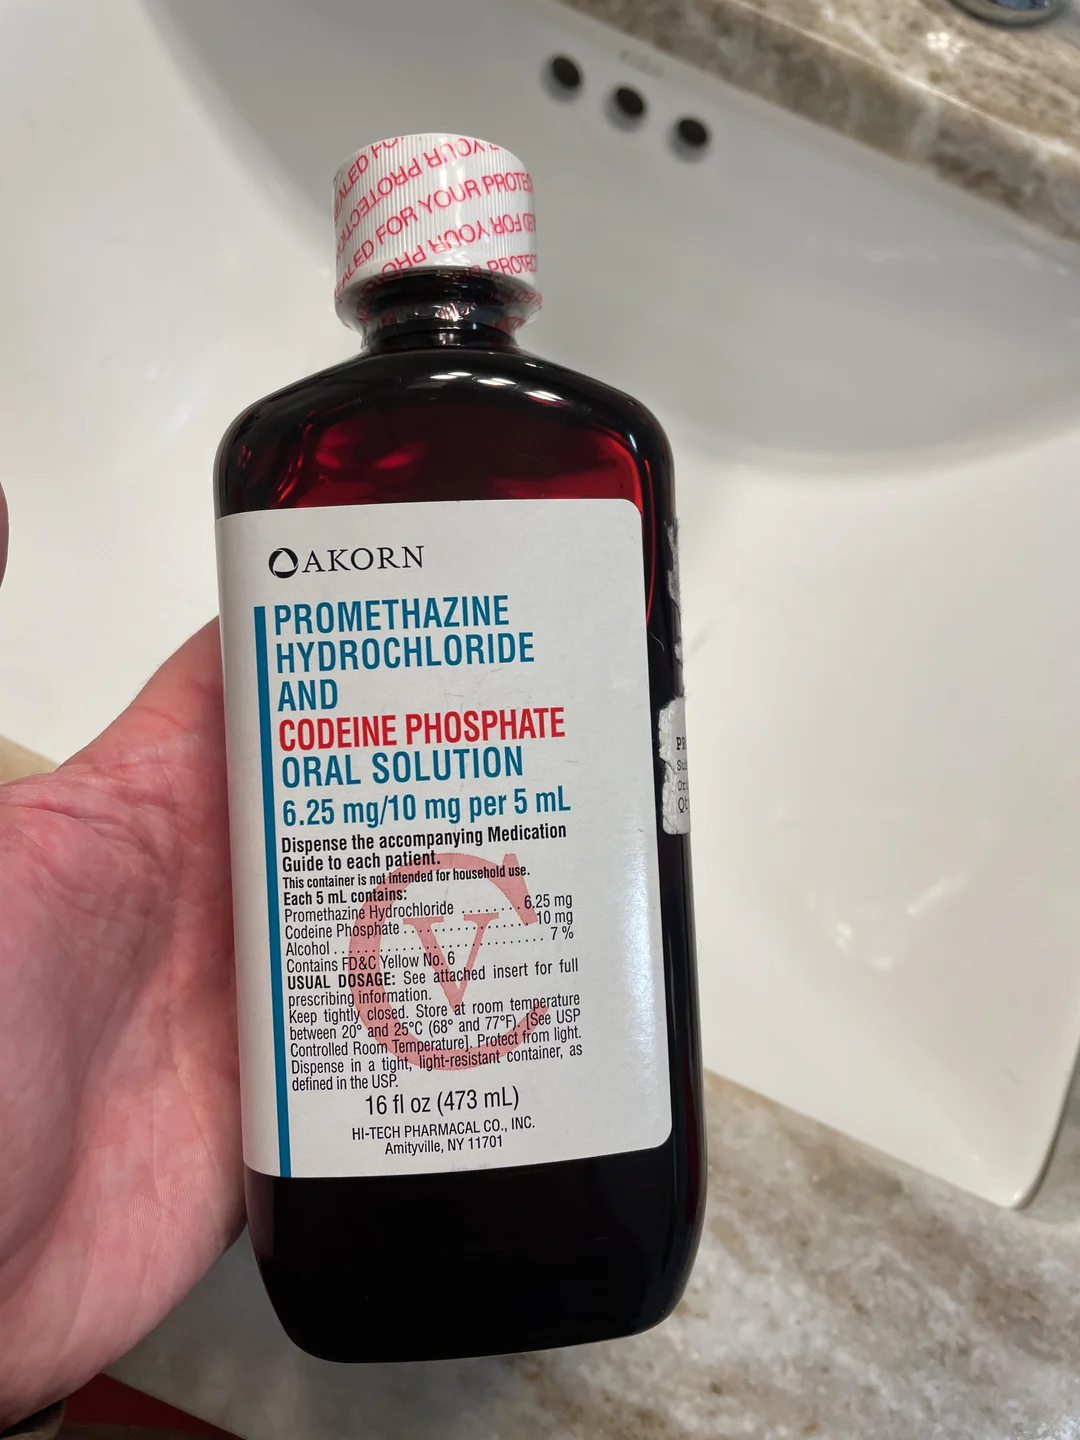 SEALED FOR YOUR PROTECTION
AKORN
PROMETHAZINE
HYDROCHLORIDE
AND
CODEINE PHOSPHATE
ORAL SOLUTION
6.25 mg/10 mg per 5 mL
Dispense the accompanying Medication
Guide to each patient.
This container is not intended for household use.
Each 5 mL contains:
Promethazine Hydrochloride ........ 6.25 mg
Codeine Phosphate ................. 10 mg
Alcohol ........................... 7 %
Contains FD&C Yellow No. 6
USUAL DOSAGE: See attached insert for full
prescribing information.
Keep tightly closed. Store at room temperature
between 20° and 25°C (68° and 77°F). [See USP
Controlled Room Temperature]. Protect from light.
Dispense in a tight, light-resistant container, as
defined in the USP.
CV
16 fl oz (473 mL)
HI-TECH PHARMACAL CO., INC.
Amityville, NY 11701